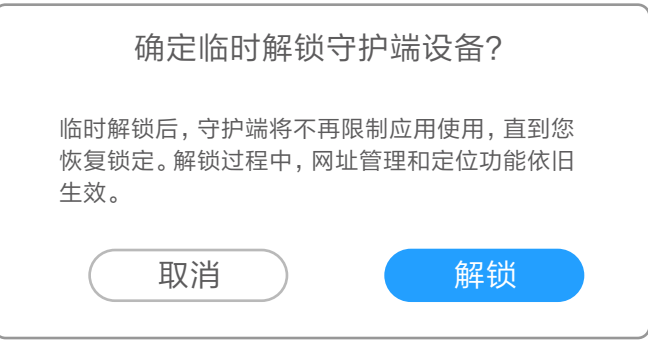 确定临时解锁守护端设备?
临时解锁后，守护端将不再限制应用使用，直到您
恢复锁定。解锁过程中，网址管理和定位功能依旧
生效。
取消
解锁